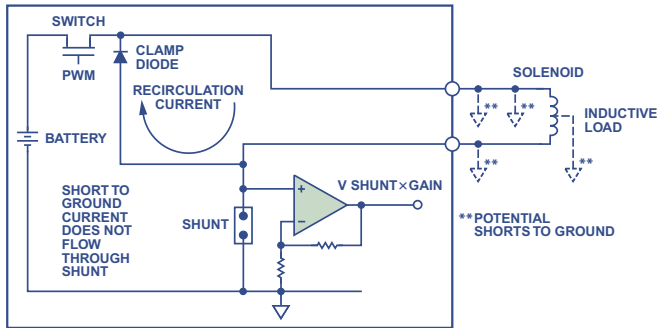 SWITCH
PWM
CLAMP
DIODE
RECIRCULATION
CURRENT
BATTERY
SHORT TO
GROUND
CURRENT
DOES NOT
FLOW
THROUGH
SHUNT
SHUNT
+
−
V SHUNT×GAIN
SOLENOID
INDUCTIVE
LOAD
**
**
**
**
**POTENTIAL
SHORTS TO GROUND